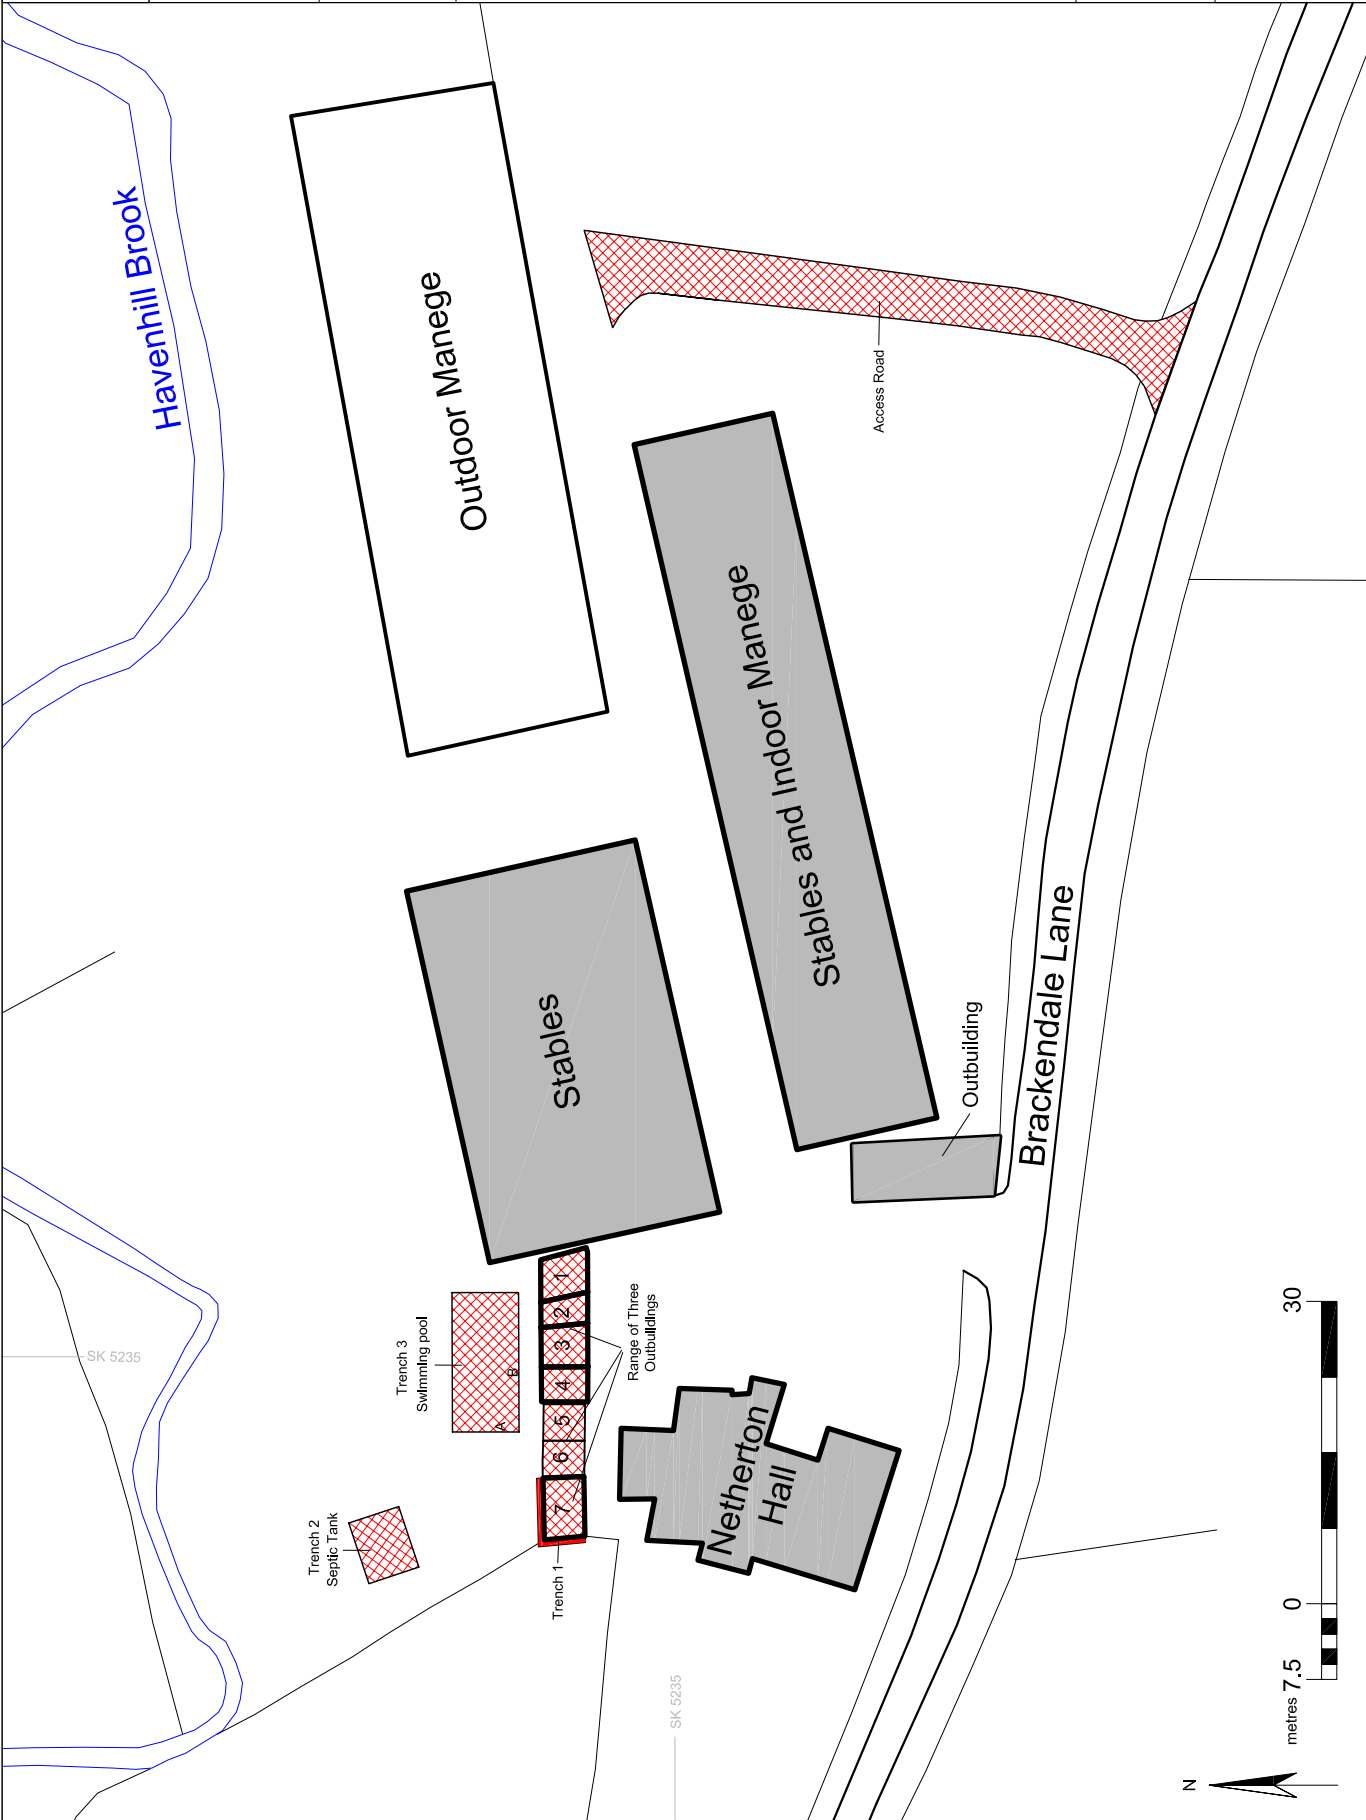 Havenhill Brook
Outdoor Manege
Access Road
Stables and Indoor Manege
Stables
Outbuilding
Brackendale Lane
Trench 3
Swimming pool
A
B
SK 5235
1
2
3
4
5
6
7
Range of Three
Outbuildings
Trench 2
Septic Tank
Trench 1
Netherton
Hall
SK 5235
metres 7.5
0
30
N